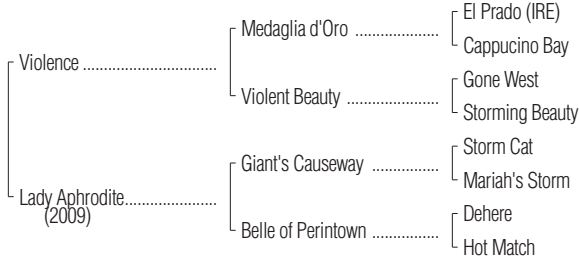 El Prado (IRE)
Medaglia d'Oro ...................
Cappucino Bay
Violence ..............................
Gone West
Violent Beauty ....................
Storming Beauty
Storm Cat
Giant's Causeway ...............
Mariah's Storm
Lady Aphrodite.....................
(2009)
Dehere
Belle of Perintown ...............
Hot Match